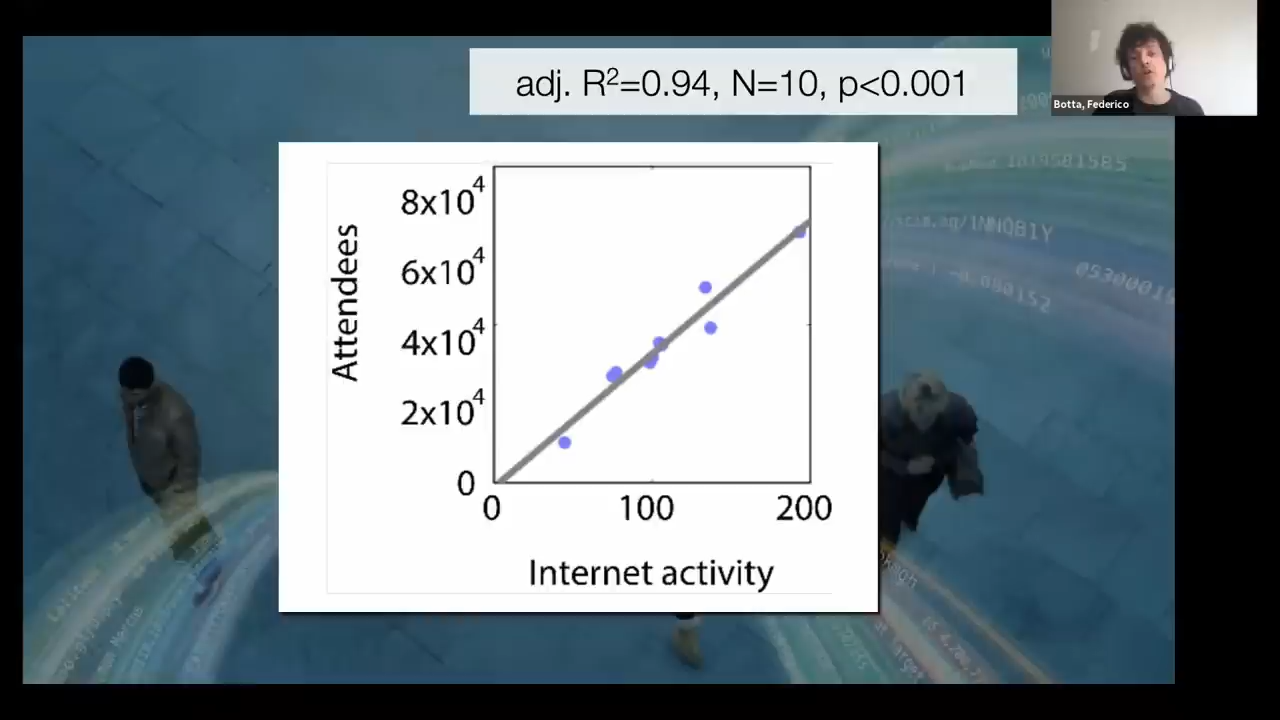 adj. R²=0.94, N=10, p<0.001
Botta, Federico
Attendees
8x10⁴
6x10⁴
4x10⁴
2x10⁴
0
0 100 200
Internet activity